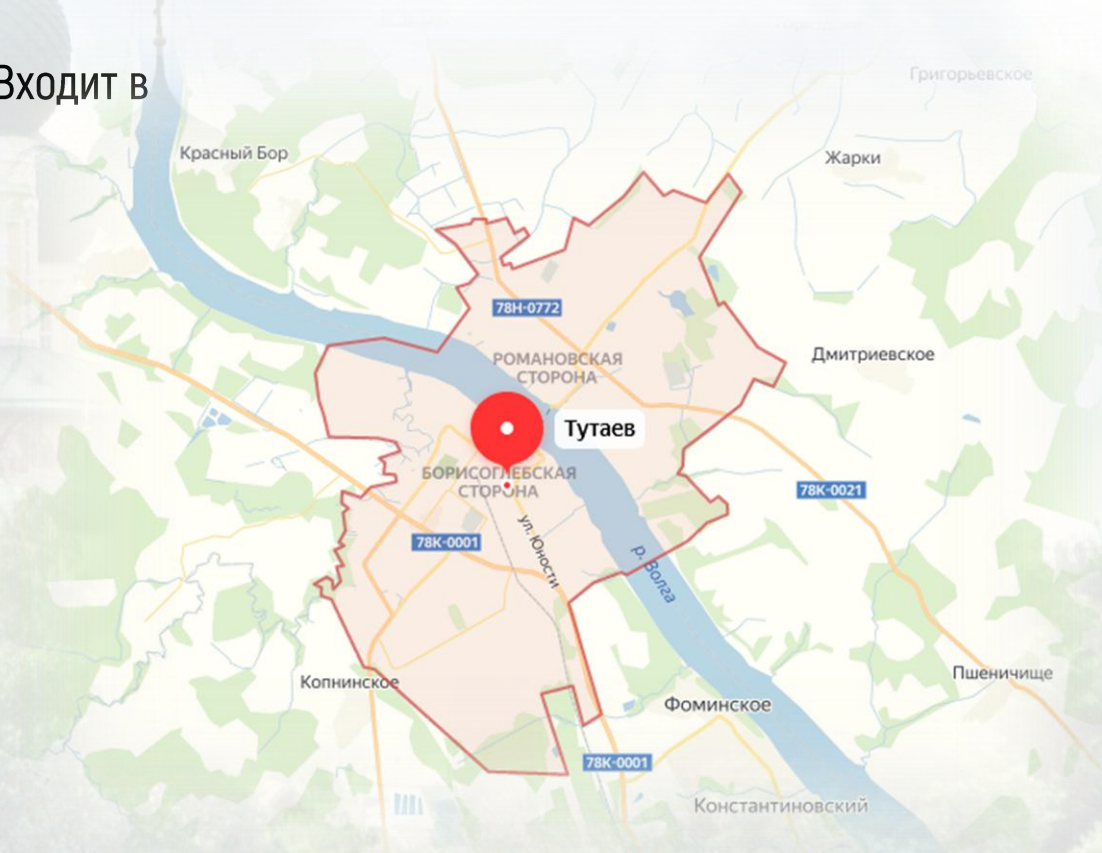 Входит в
Григорьевское
Красный Бор
Жарки
78Н-0772
РОМАНОВСКАЯ
СТОРОНА
Дмитриевское
Тутаев
БОРИСОГЛЕБСКАЯ
СТОРОНА
78К-0021
ул. Юности
78К-0001
р. Волга
Копнинское
Пшеничище
Фоминское
78К-0001
Константиновский